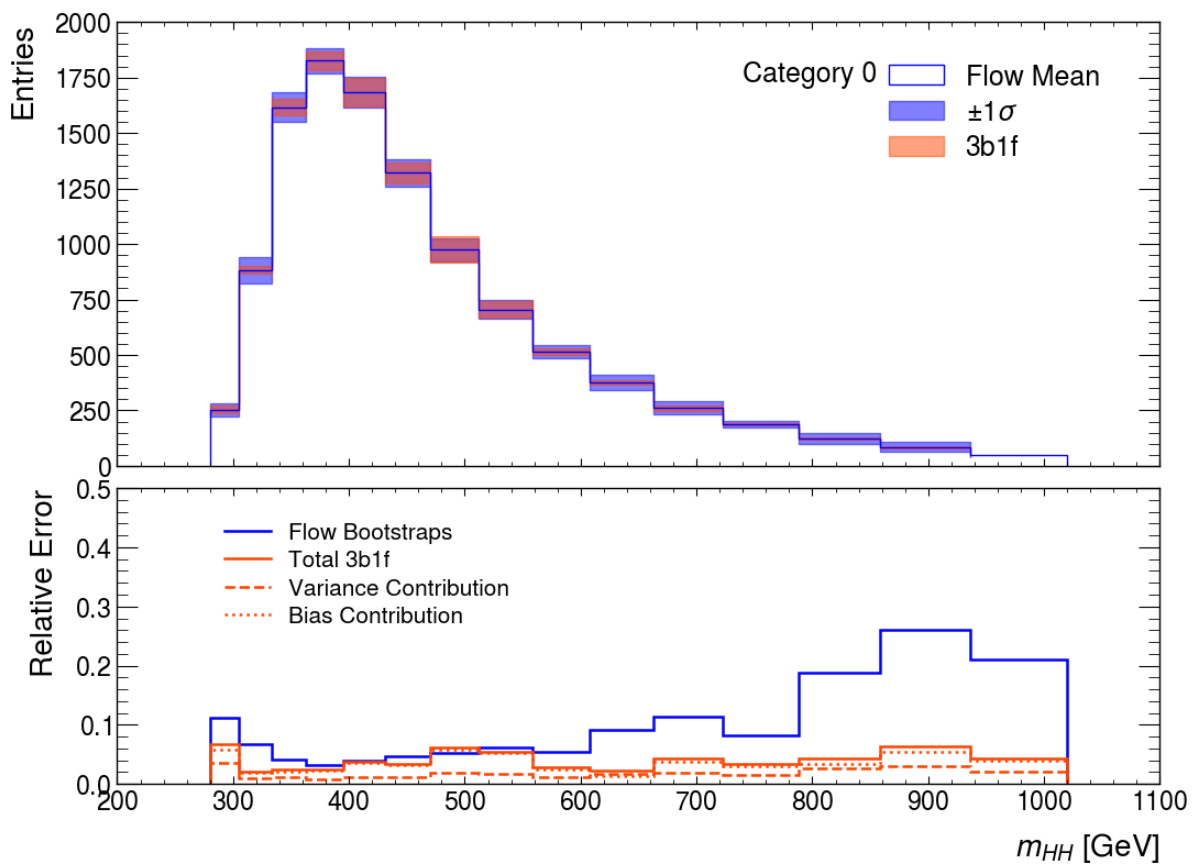 Entries
2000
1750
1500
1250
1000
750
500
250
0
Category 0
Flow Mean
±1σ
3b1f
Relative Error
0.5
0.4
0.3
0.2
0.1
0.0
Flow Bootstraps
Total 3b1f
Variance Contribution
Bias Contribution
200 300 400 500 600 700 800 900 1000 1100
m_HH [GeV]